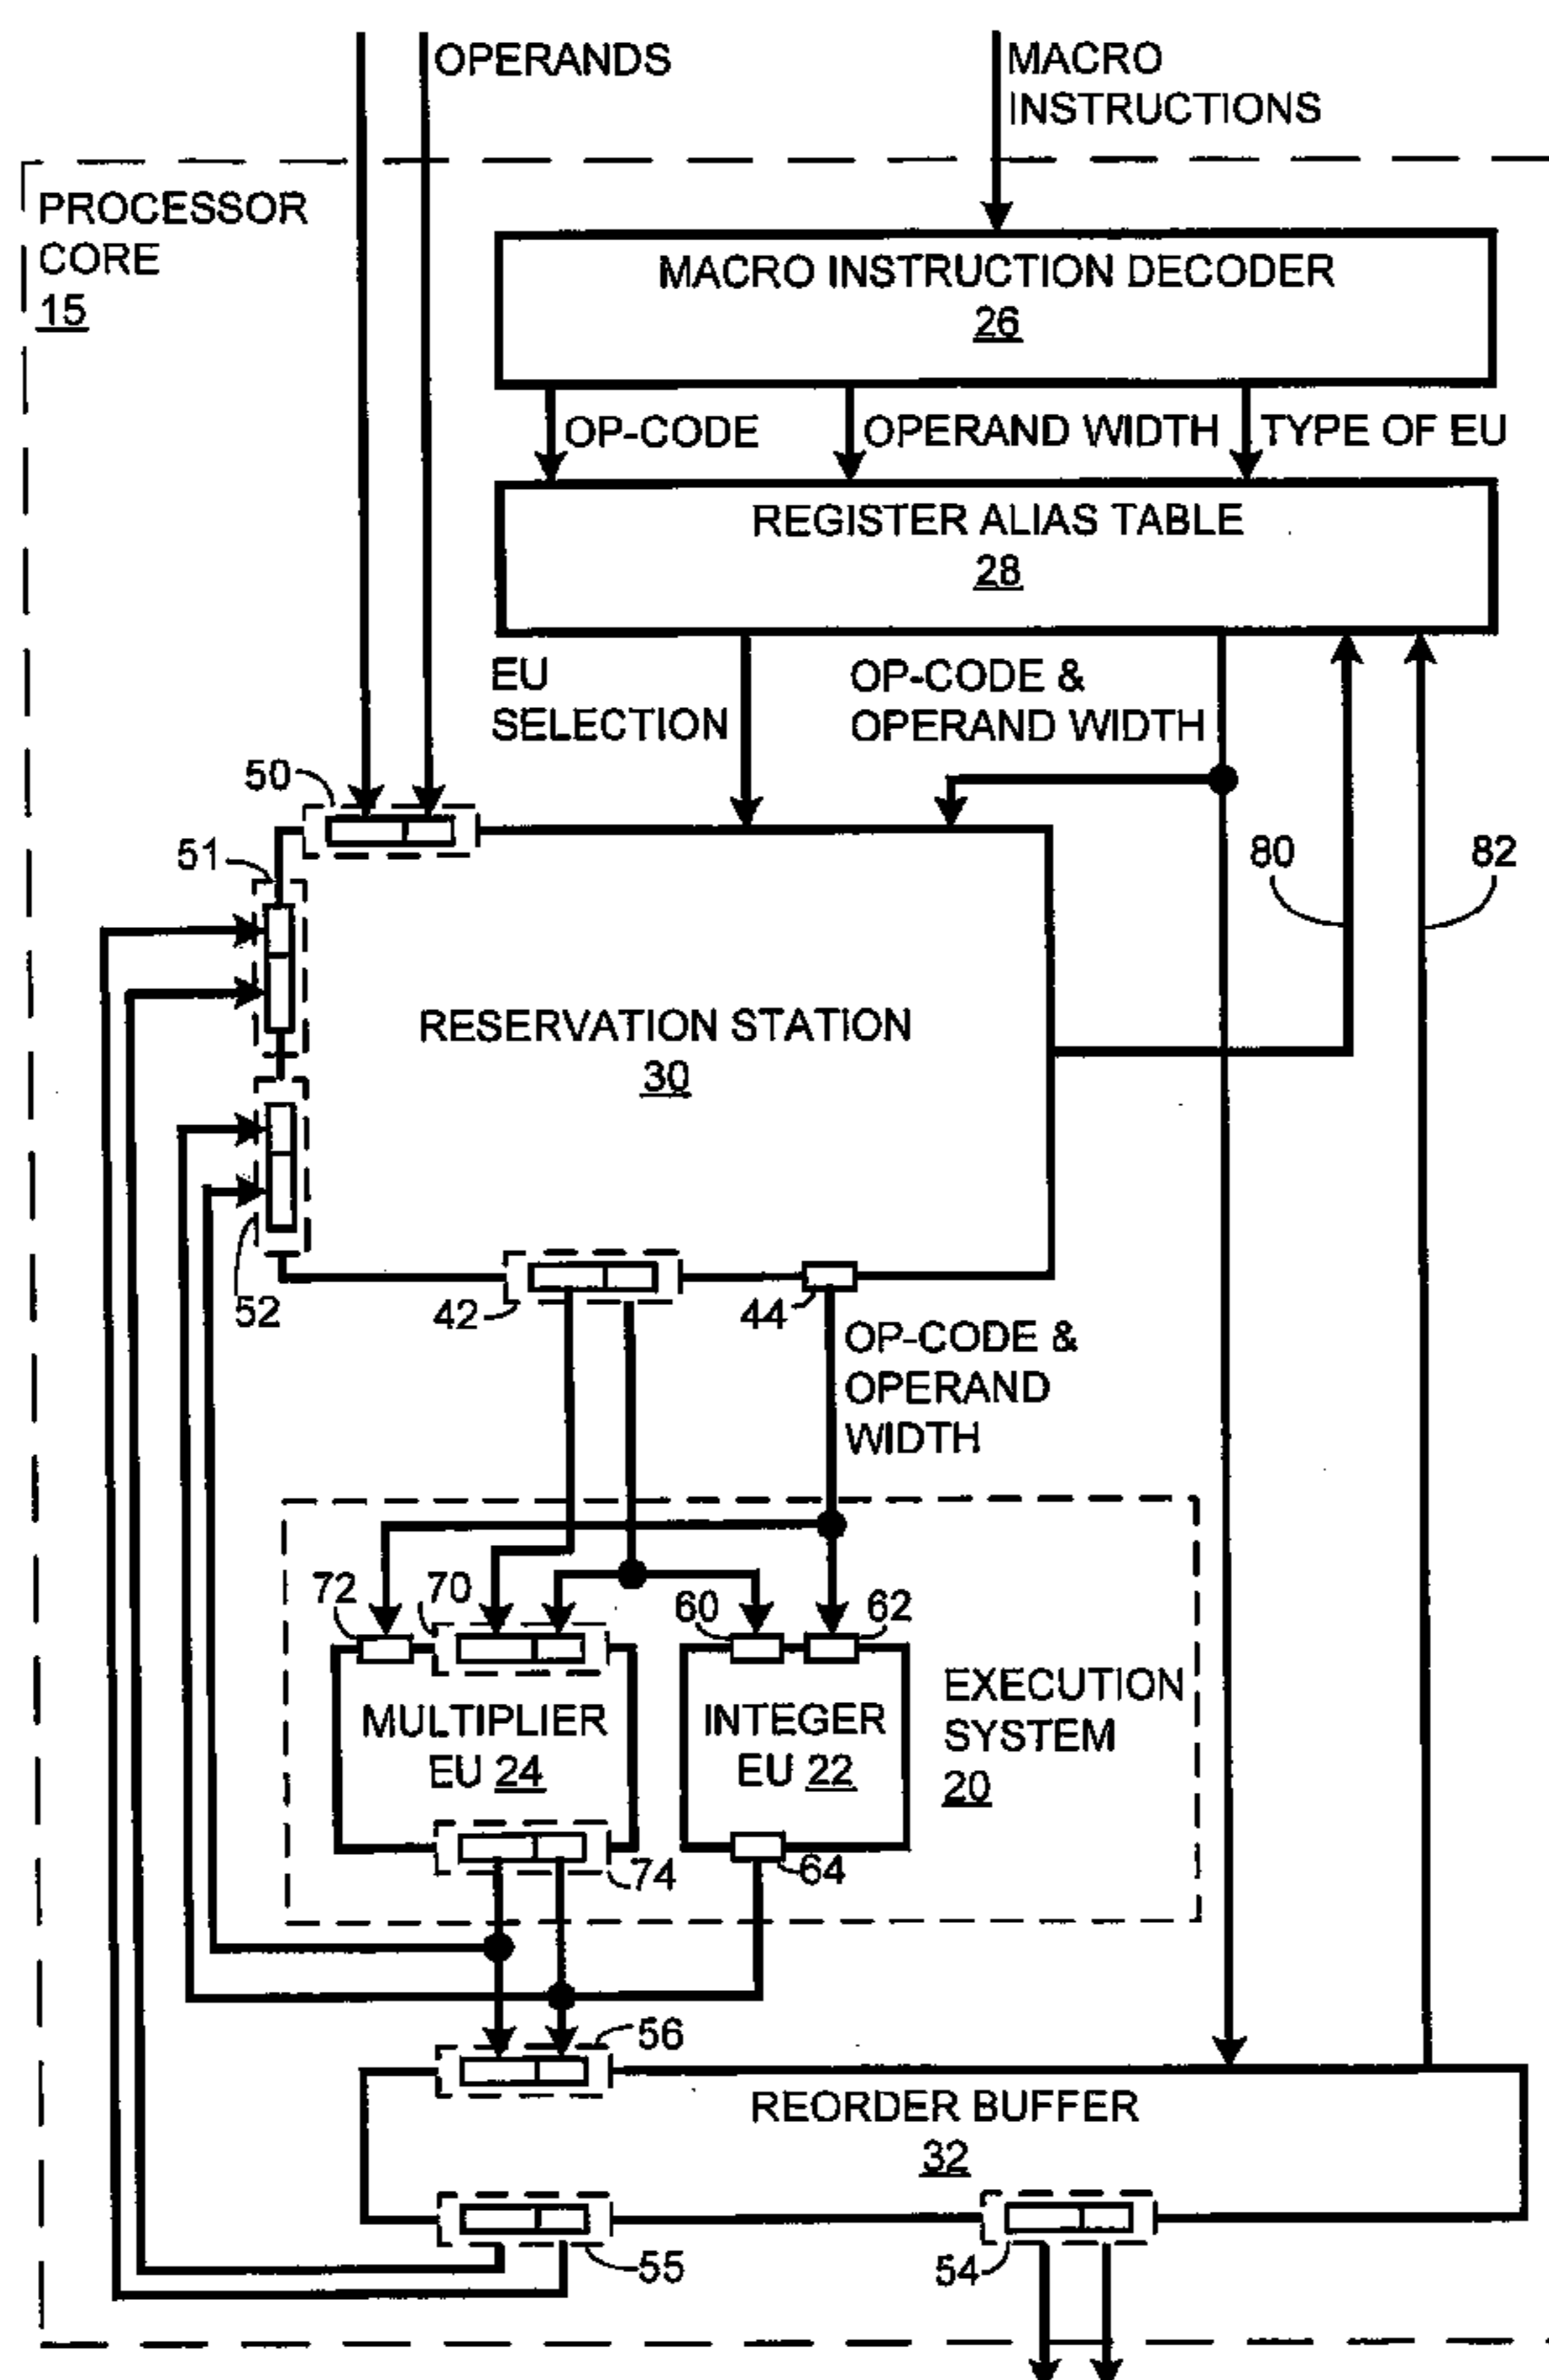 OPERANDS
MACRO
INSTRUCTIONS
PROCESSOR
CORE
15
MACRO INSTRUCTION DECODER
26
OP-CODE
OPERAND WIDTH
TYPE OF EU
REGISTER ALIAS TABLE
28
EU
SELECTION
OP-CODE &
OPERAND WIDTH
50
51
80
82
RESERVATION STATION
30
52
42
44
OP-CODE &
OPERAND
WIDTH
72
70
60
62
MULTIPLIER
EU 24
INTEGER
EU 22
EXECUTION
SYSTEM
20
74
64
56
REORDER BUFFER
32
55
54